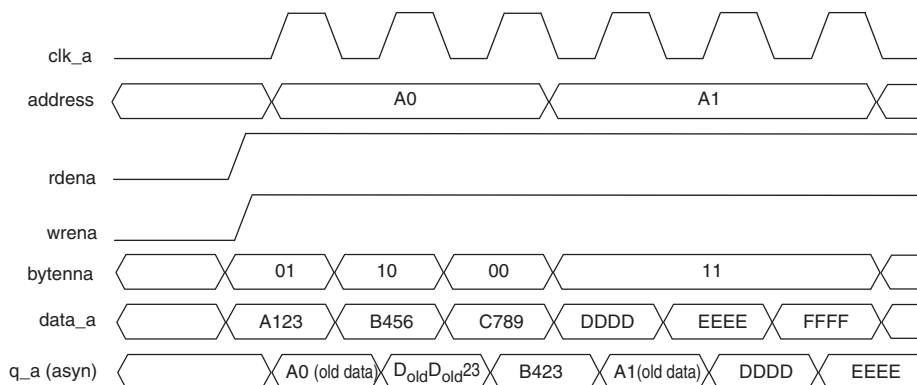 clk_a
address A0 A1
rdena
wrena
bytenna 01 10 00 11
data_a A123 B456 C789 DDDD EEEE FFFF
q_a (asyn) A0 (old data) DoldDold23 B423 A1(old data) DDDD EEEE